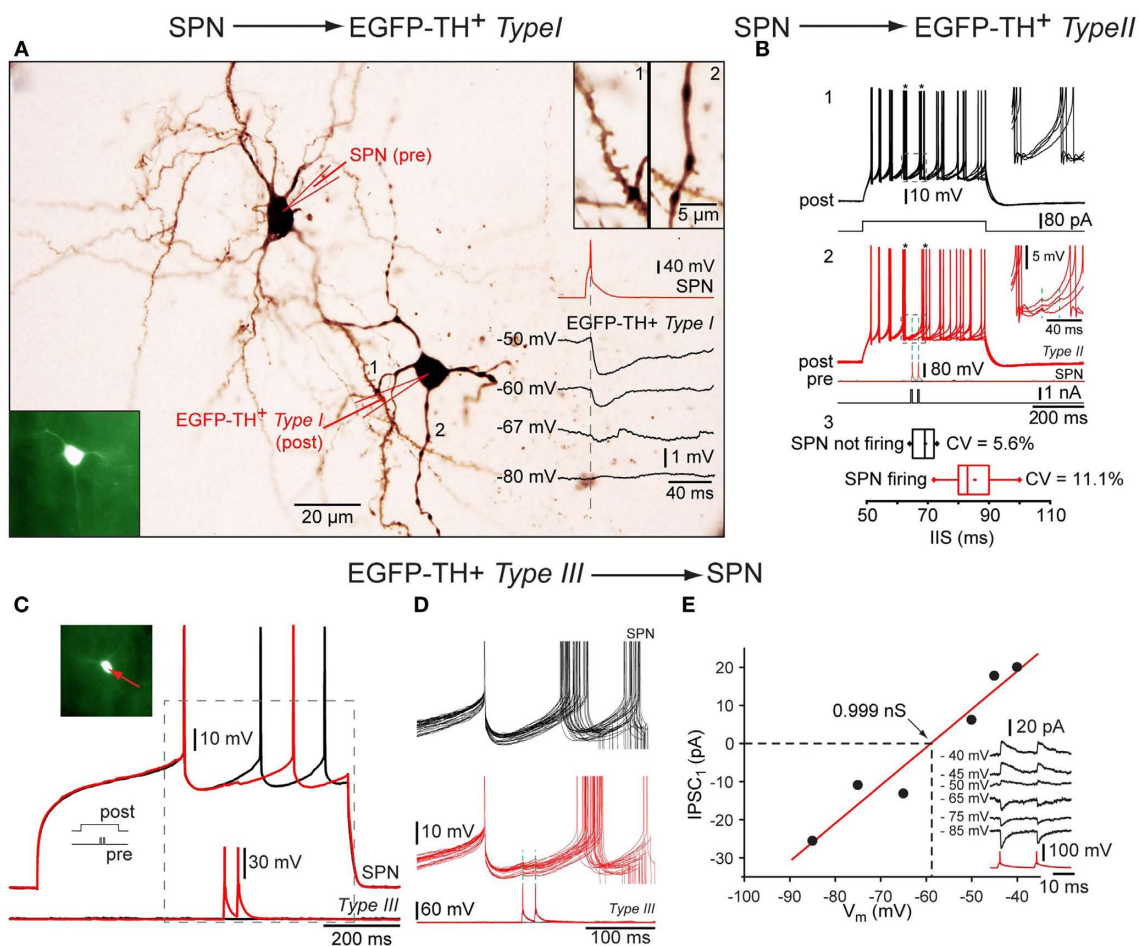 SPN EGFP-TH+ TypeI
SPN EGFP-TH+ TypeII
A
SPN (pre)
1
2
5 µm
40 mV
SPN
EGFP-TH+ Type I
-50 mV
-60 mV
-67 mV
-80 mV
1 mV
40 ms
1
2
EGFP-TH+ Type I
(post)
20 µm
B
1
* *
post
10 mV
80 pA
2
* *
5 mV
40 ms
post
Type II
pre
80 mV
SPN
1 nA
200 ms
3
SPN not firing
CV = 5.6%
SPN firing
CV = 11.1%
50 70 90 110
IIS (ms)
EGFP-TH+ Type III SPN
C
10 mV
post
pre
30 mV
SPN
Type III
200 ms
D
SPN
10 mV
60 mV
Type III
100 ms
E
20
10
0
-10
-20
-30
IPSC1 (pA)
0.999 nS
20 pA
- 40 mV
- 45 mV
- 50 mV
- 65 mV
- 75 mV
- 85 mV
100 mV
10 ms
-100 -90 -80 -70 -60 -50 -40
Vm (mV)